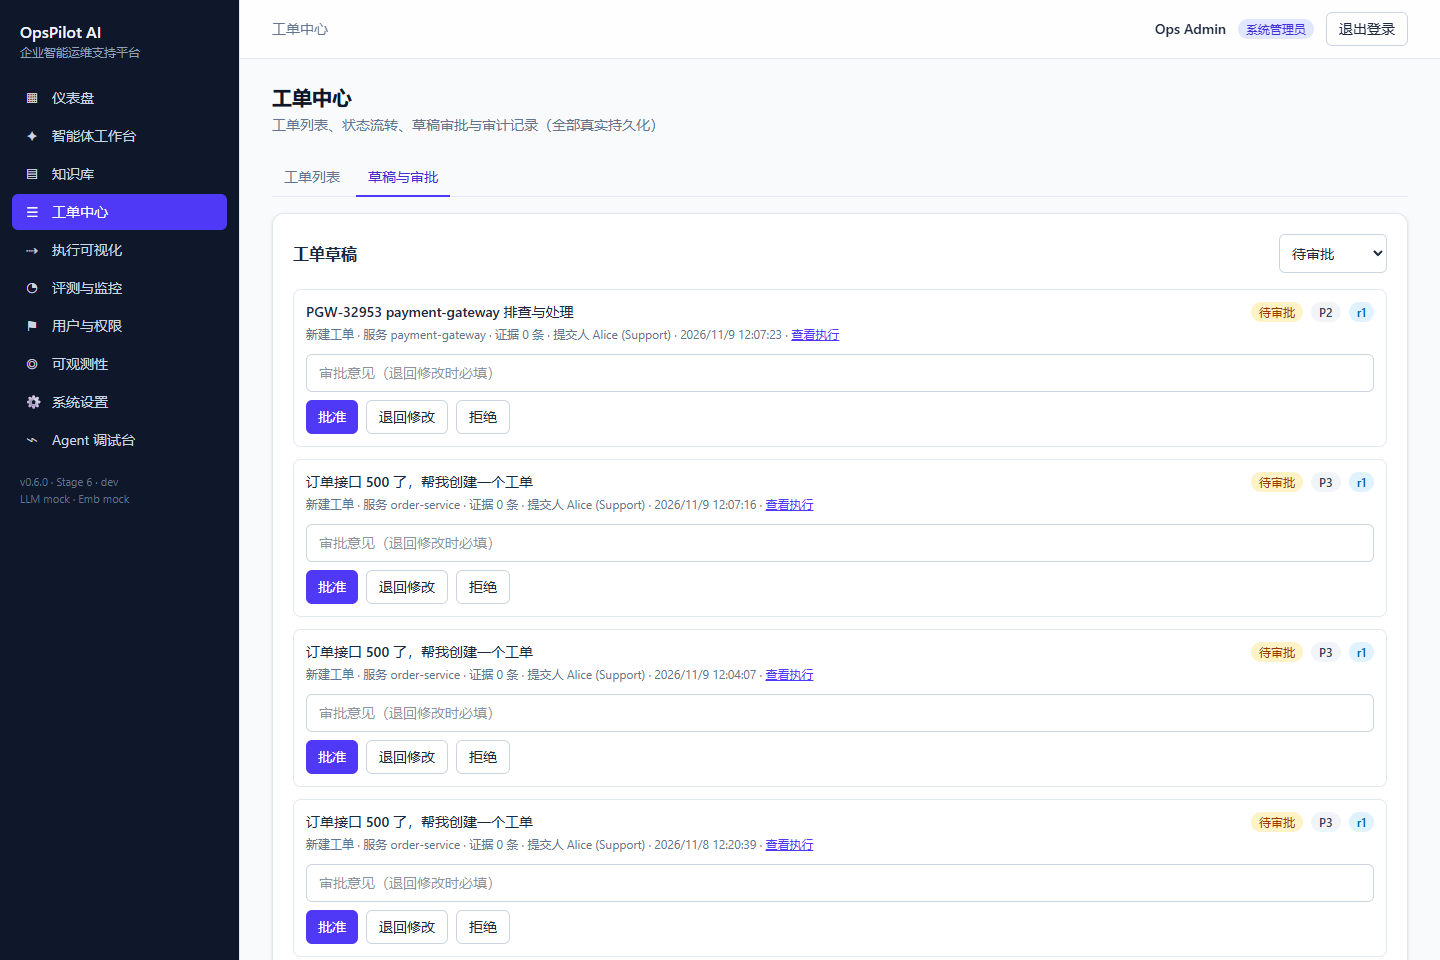 OpsPilot AI
企业智能运维支持平台
仪表盘
智能体工作台
知识库
工单中心
执行可视化
评测与监控
用户与权限
可观测性
系统设置
Agent 调试台
v0.6.0 · Stage 6 · dev
LLM mock · Emb mock
工单中心
Ops Admin 系统管理员 退出登录
工单中心
工单列表、状态流转、草稿审批与审计记录（全部真实持久化）
工单列表 草稿与审批
工单草稿 待审批
PGW-32953 payment-gateway 排查与处理 待审批 P2 r1
新建工单 · 服务 payment-gateway · 证据 0 条 · 提交人 Alice (Support) · 2026/11/9 12:07:23 · 查看执行
审批意见（退回修改时必填）
批准 退回修改 拒绝
订单接口 500 了，帮我创建一个工单 待审批 P3 r1
新建工单 · 服务 order-service · 证据 0 条 · 提交人 Alice (Support) · 2026/11/9 12:07:16 · 查看执行
审批意见（退回修改时必填）
批准 退回修改 拒绝
订单接口 500 了，帮我创建一个工单 待审批 P3 r1
新建工单 · 服务 order-service · 证据 0 条 · 提交人 Alice (Support) · 2026/11/9 12:04:07 · 查看执行
审批意见（退回修改时必填）
批准 退回修改 拒绝
订单接口 500 了，帮我创建一个工单 待审批 P3 r1
新建工单 · 服务 order-service · 证据 0 条 · 提交人 Alice (Support) · 2026/11/8 12:20:39 · 查看执行
审批意见（退回修改时必填）
批准 退回修改 拒绝